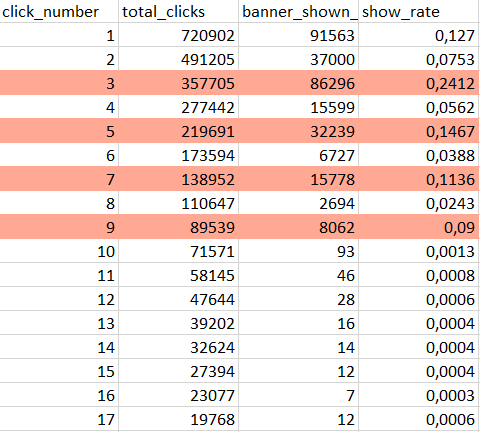 click_number total_clicks banner_shown_ show_rate
1 720902 91563 0,127
2 491205 37000 0,0753
3 357705 86296 0,2412
4 277442 15599 0,0562
5 219691 32239 0,1467
6 173594 6727 0,0388
7 138952 15778 0,1136
8 110647 2694 0,0243
9 89539 8062 0,09
10 71571 93 0,0013
11 58145 46 0,0008
12 47644 28 0,0006
13 39202 16 0,0004
14 32624 14 0,0004
15 27394 12 0,0004
16 23077 7 0,0003
17 19768 12 0,0006